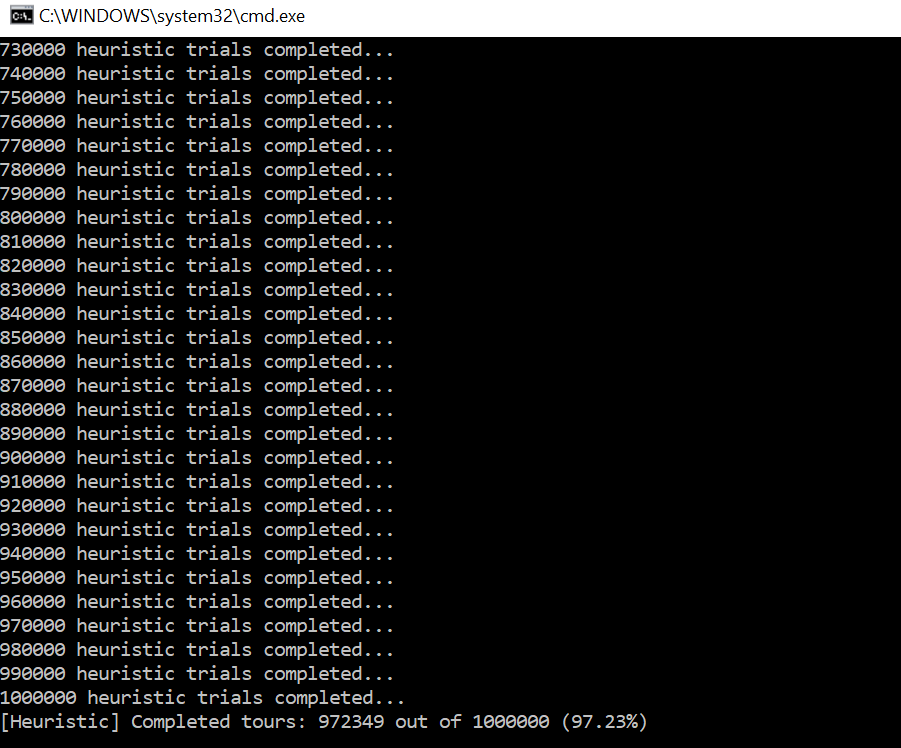 C:\WINDOWS\system32\cmd.exe
730000 heuristic trials completed...
740000 heuristic trials completed...
750000 heuristic trials completed...
760000 heuristic trials completed...
770000 heuristic trials completed...
780000 heuristic trials completed...
790000 heuristic trials completed...
800000 heuristic trials completed...
810000 heuristic trials completed...
820000 heuristic trials completed...
830000 heuristic trials completed...
840000 heuristic trials completed...
850000 heuristic trials completed...
860000 heuristic trials completed...
870000 heuristic trials completed...
880000 heuristic trials completed...
890000 heuristic trials completed...
900000 heuristic trials completed...
910000 heuristic trials completed...
920000 heuristic trials completed...
930000 heuristic trials completed...
940000 heuristic trials completed...
950000 heuristic trials completed...
960000 heuristic trials completed...
970000 heuristic trials completed...
980000 heuristic trials completed...
990000 heuristic trials completed...
1000000 heuristic trials completed...
[Heuristic] Completed tours: 972349 out of 1000000 (97.23%)